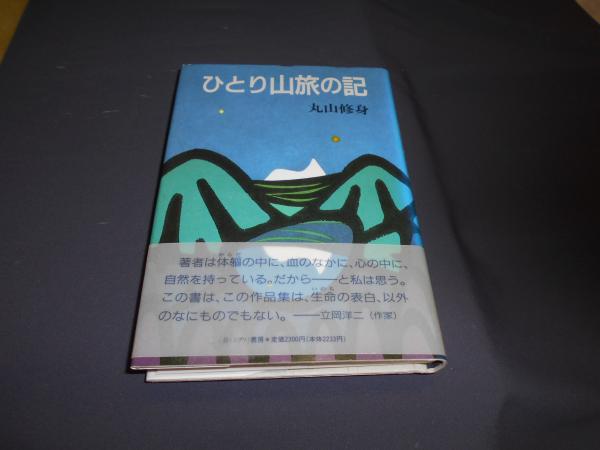 ひとり山旅の記
丸山修身
著者は体軀の中に、血のなかに、心の中に、
自然を持っている。だから――と私は思う。
この書は、この作品集は、生命の表白、以外
のなにものでもない。――立岡洋二（作家）
書房●定価2300円（本体2233円）